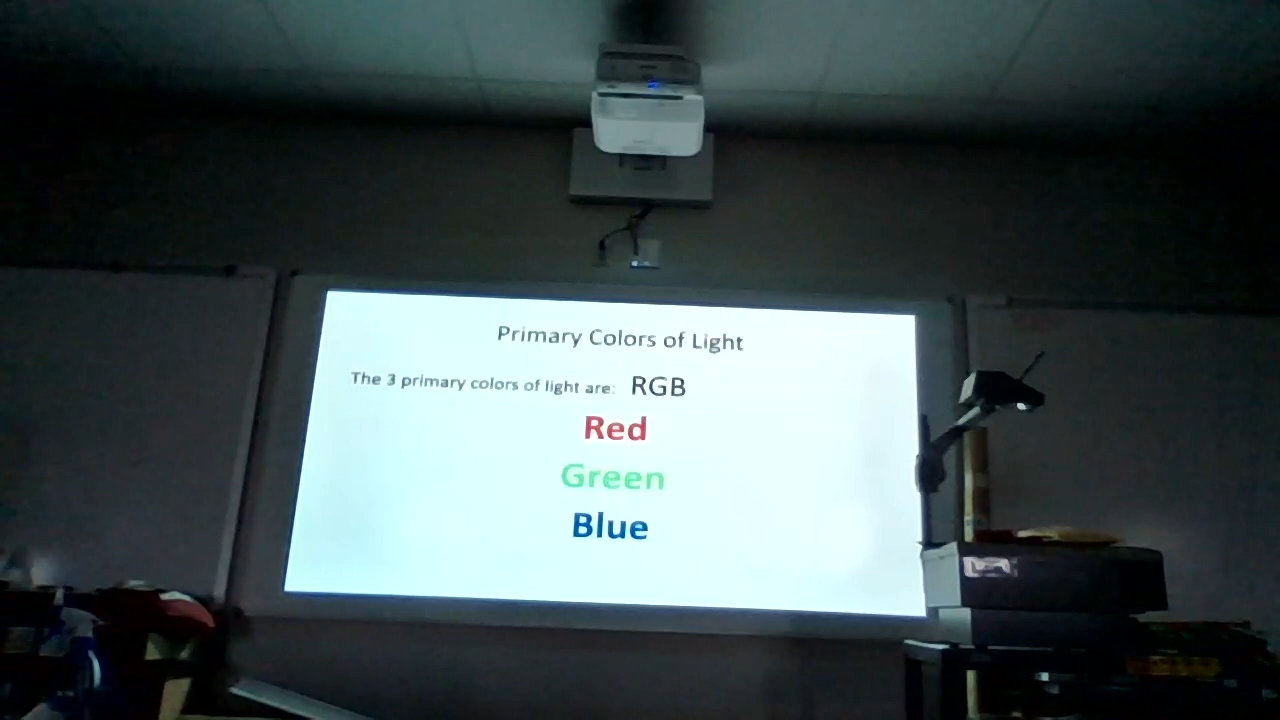 Primary Colors of Light
The 3 primary colors of light are: RGB
Red
Green
Blue